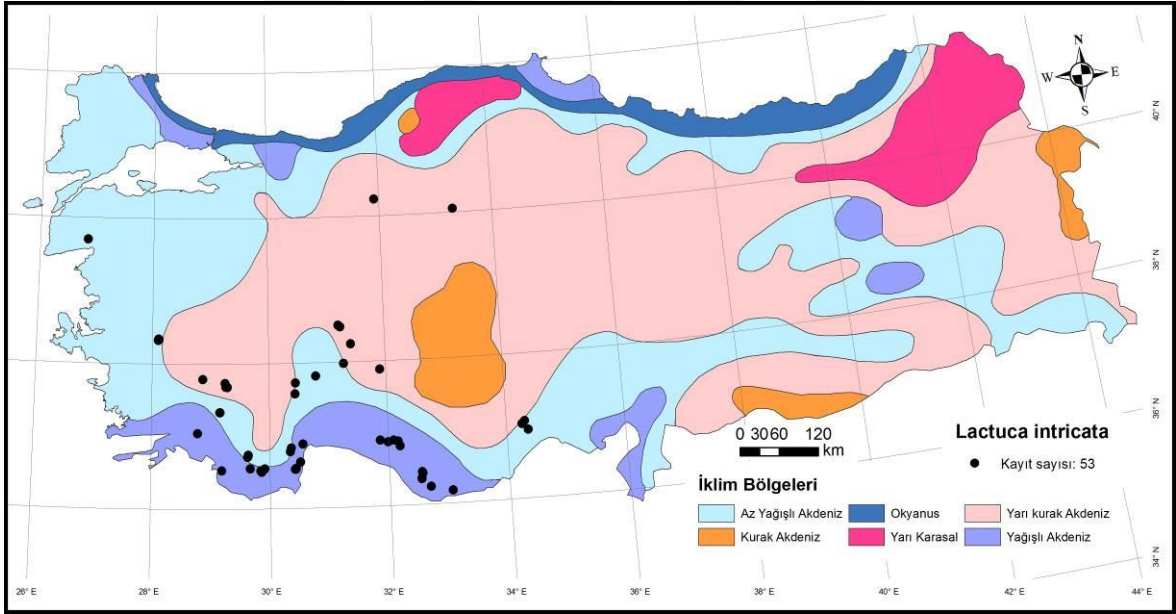 N
W E
S
40° N
38° N
36° N
34° N
0 30 60 120
km
Lactuca intricata
Kayıt sayısı: 53
İklim Bölgeleri
Az Yağışlı Akdeniz
Okyanus
Yarı kurak Akdeniz
Kurak Akdeniz
Yarı Karasal
Yağışlı Akdeniz
26° E 28° E 30° E 32° E 34° E 36° E 38° E 40° E 42° E 44° E